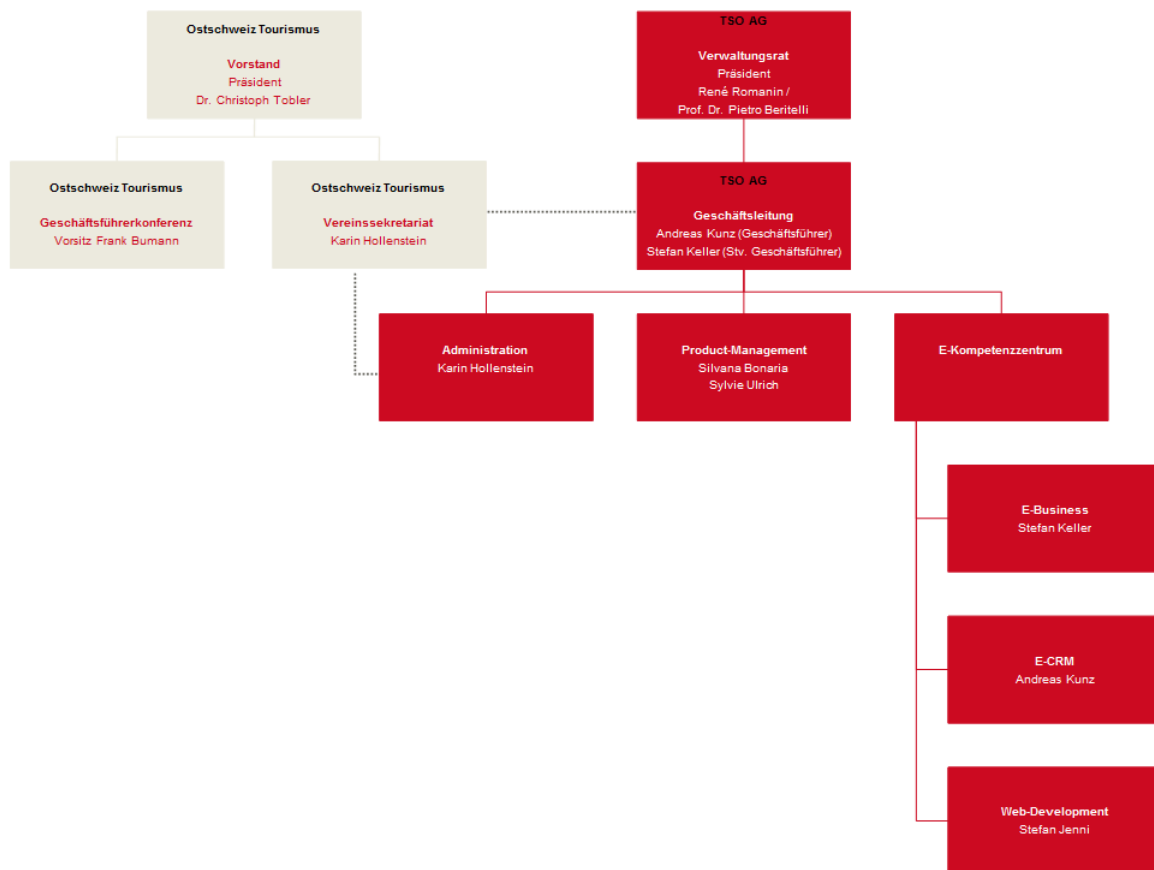 Ostschweiz Tourismus
Vorstand
Präsident
Dr. Christoph Tobler
TSO AG
Verwaltungsrat
Präsident
René Romanin /
Prof. Dr. Pietro Beritelli
Ostschweiz Tourismus
Geschäftsführerkonferenz
Vorsitz Frank Bumann
Ostschweiz Tourismus
Vereinssekretariat
Karin Hollenstein
TSO AG
Geschäftsleitung
Andreas Kunz (Geschäftsführer)
Stefan Keller (Stv. Geschäftsführer)
Administration
Karin Hollenstein
Product-Management
Silvana Bonaria
Sylvie Ulrich
E-Kompetenzzentrum
E-Business
Stefan Keller
E-CRM
Andreas Kunz
Web-Development
Stefan Jenni